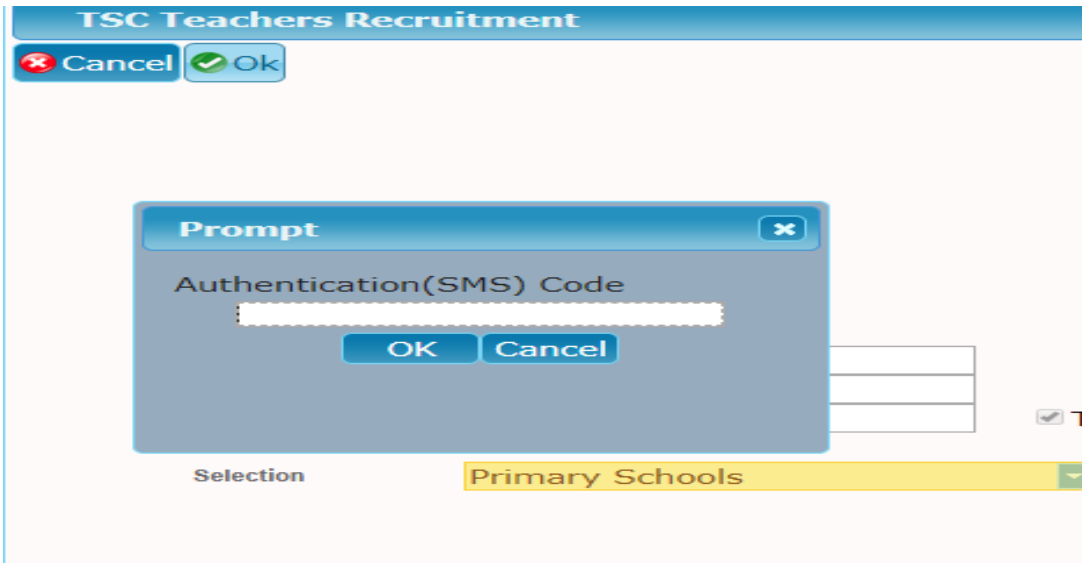 TSC Teachers Recruitment
Cancel Ok
Prompt
Authentication(SMS) Code
OK Cancel
T
Selection Primary Schools